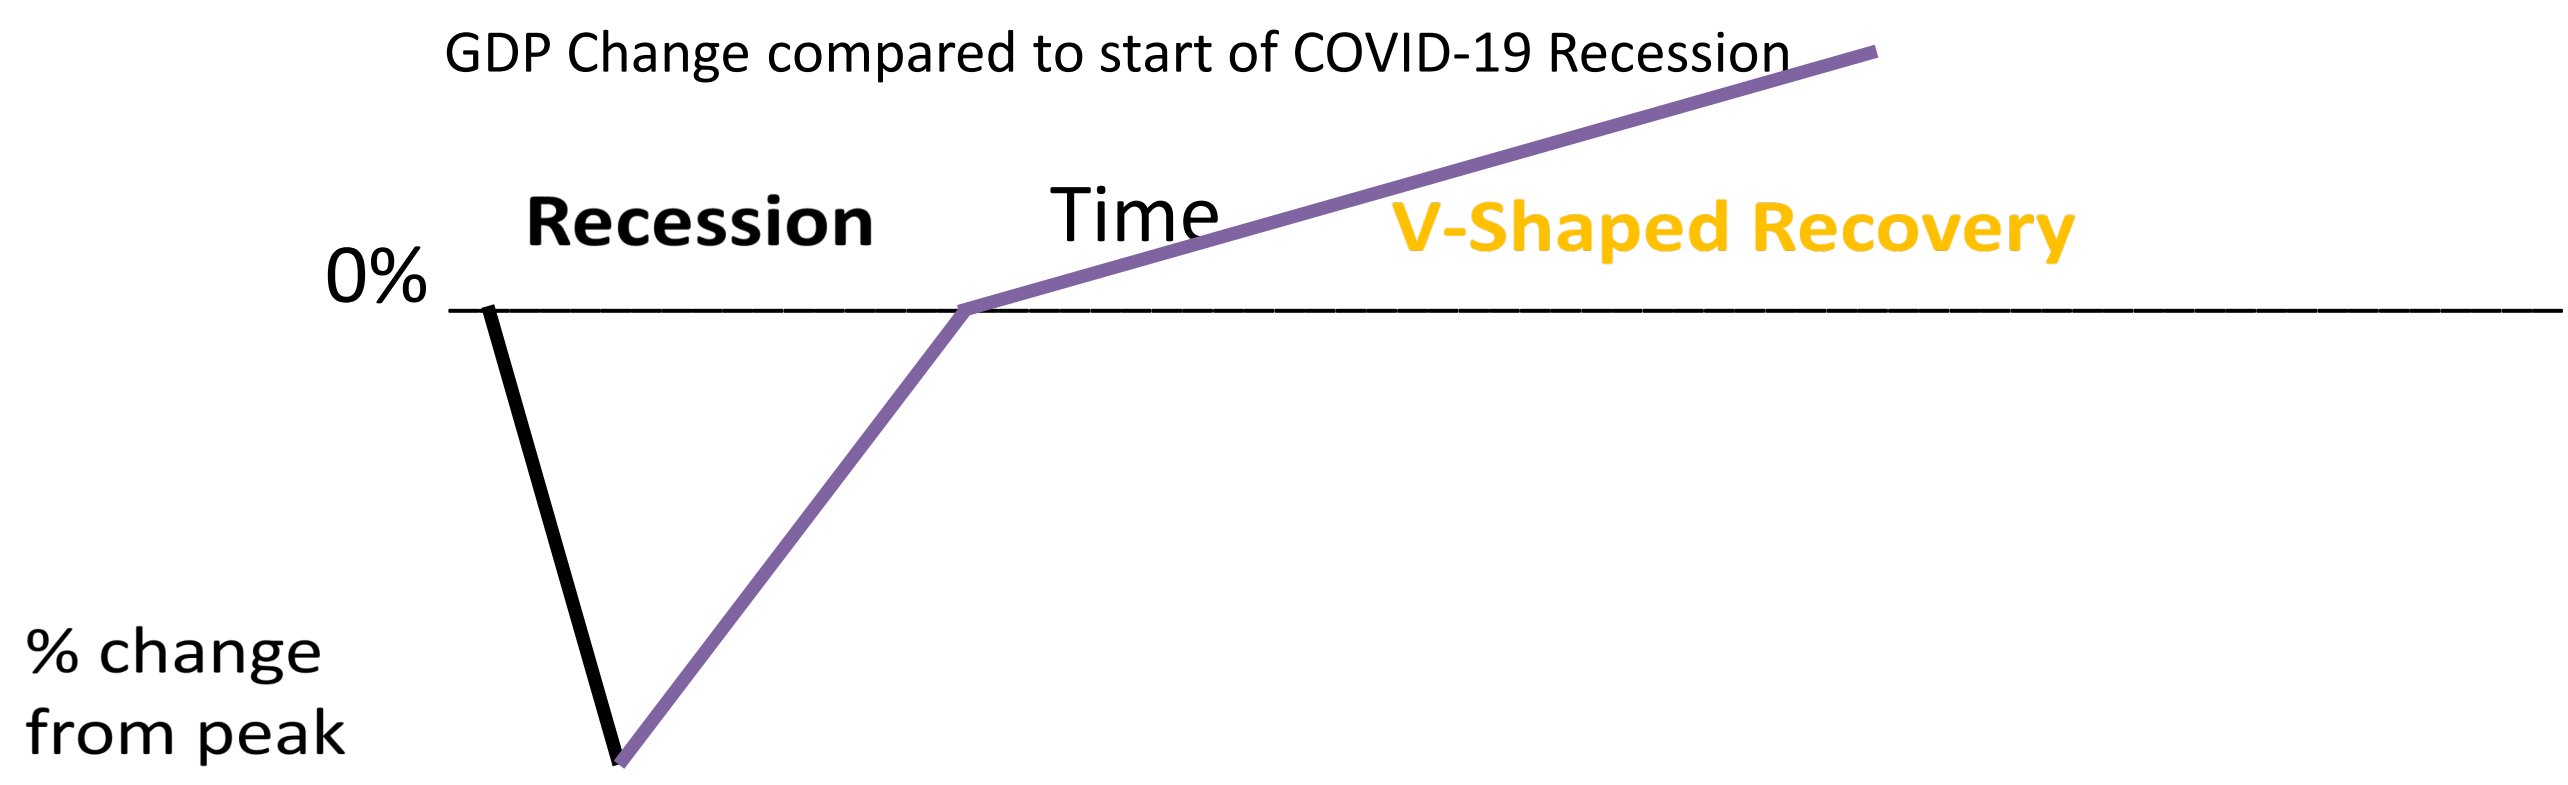 GDP Change compared to start of COVID-19 Recession
Recession
Time
V-Shaped Recovery
0%
% change
from peak